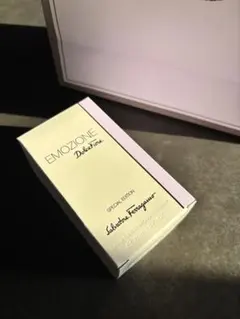 EMOZIONE
Dolce Fiore
SPECIAL EDITION
Salvatore Ferragamo